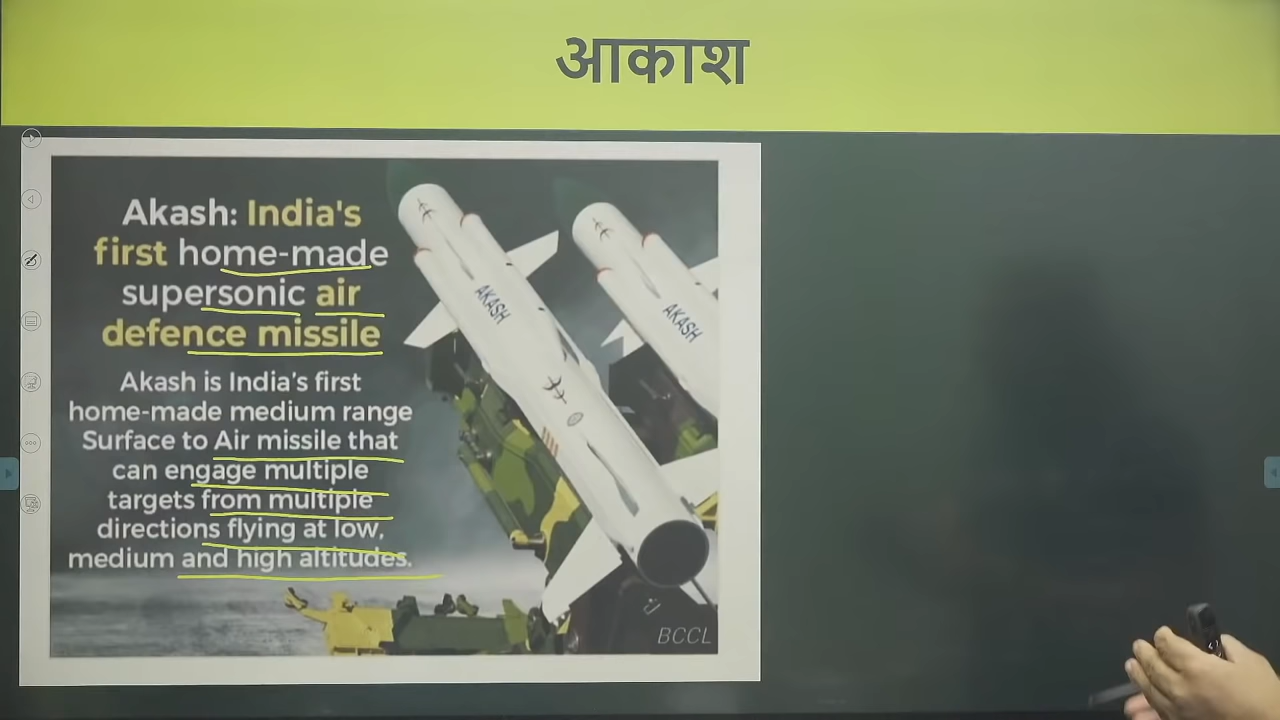 आकाश
Akash: India's
first home-made
supersonic air
defence missile
Akash is India's first
home-made medium range
Surface to Air missile that
can engage multiple
targets from multiple
directions flying at low,
medium and high altitudes.
AKASH
AKASH
BCCL